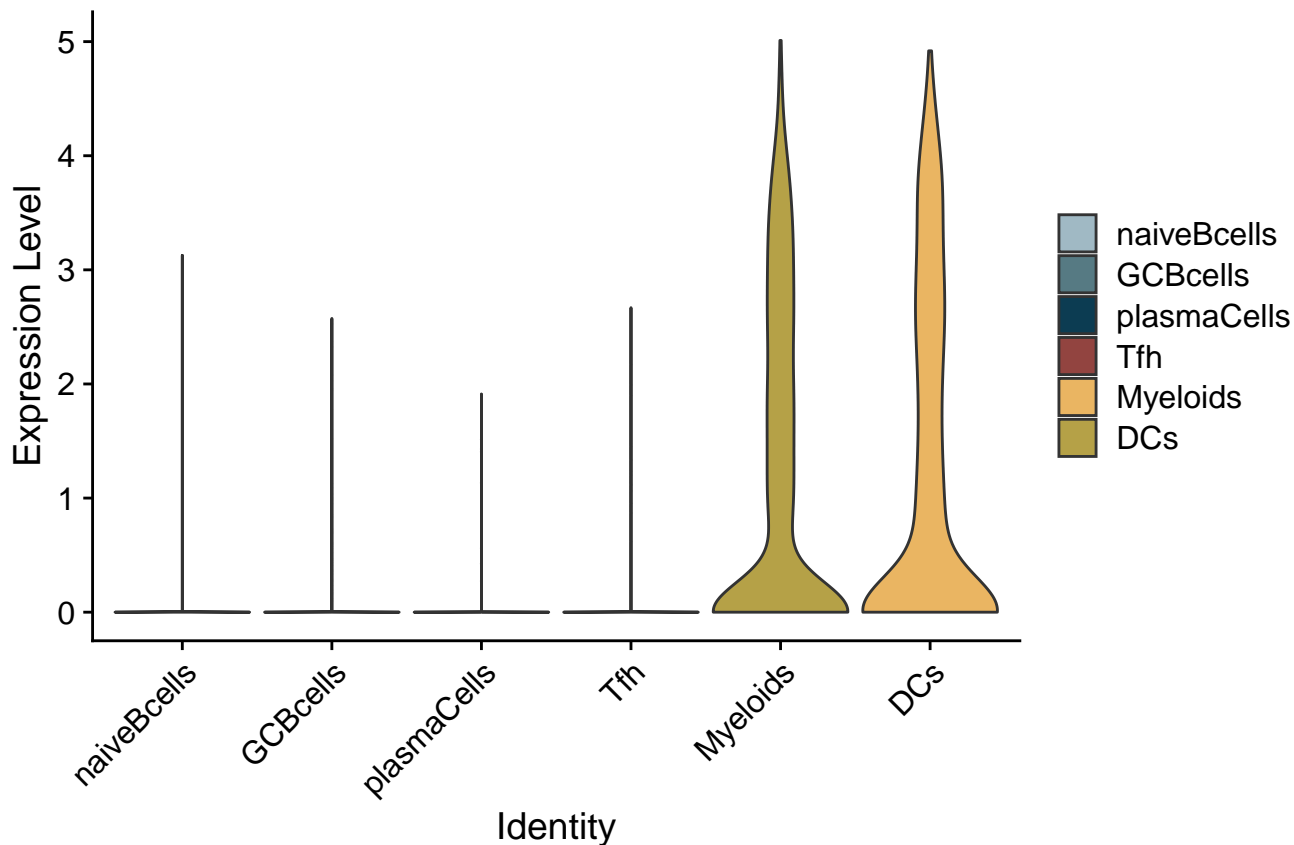 Expression Level
5
4
3
2
1
0
naiveBcells
GCBcells
plasmaCells
Tfh
Myeloids
DCs
Identity
naiveBcells
GCBcells
plasmaCells
Tfh
Myeloids
DCs